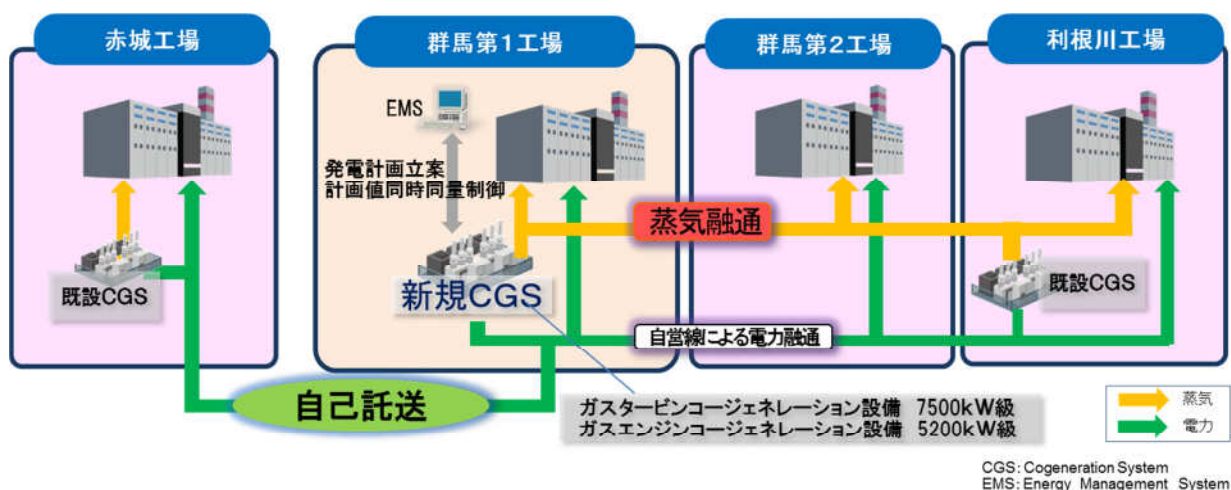 赤城工場
群馬第1工場
群馬第2工場
利根川工場
EMS
発電計画立案
計画値同時同量制御
蒸気融通
既設CGS
新規CGS
既設CGS
自営線による電力融通
自己託送
ガスタービンコージェネレーション設備 7500kW級
ガスエンジンコージェネレーション設備 5200kW級
蒸気
電力
CGS: Cogeneration System
EMS: Energy Management System